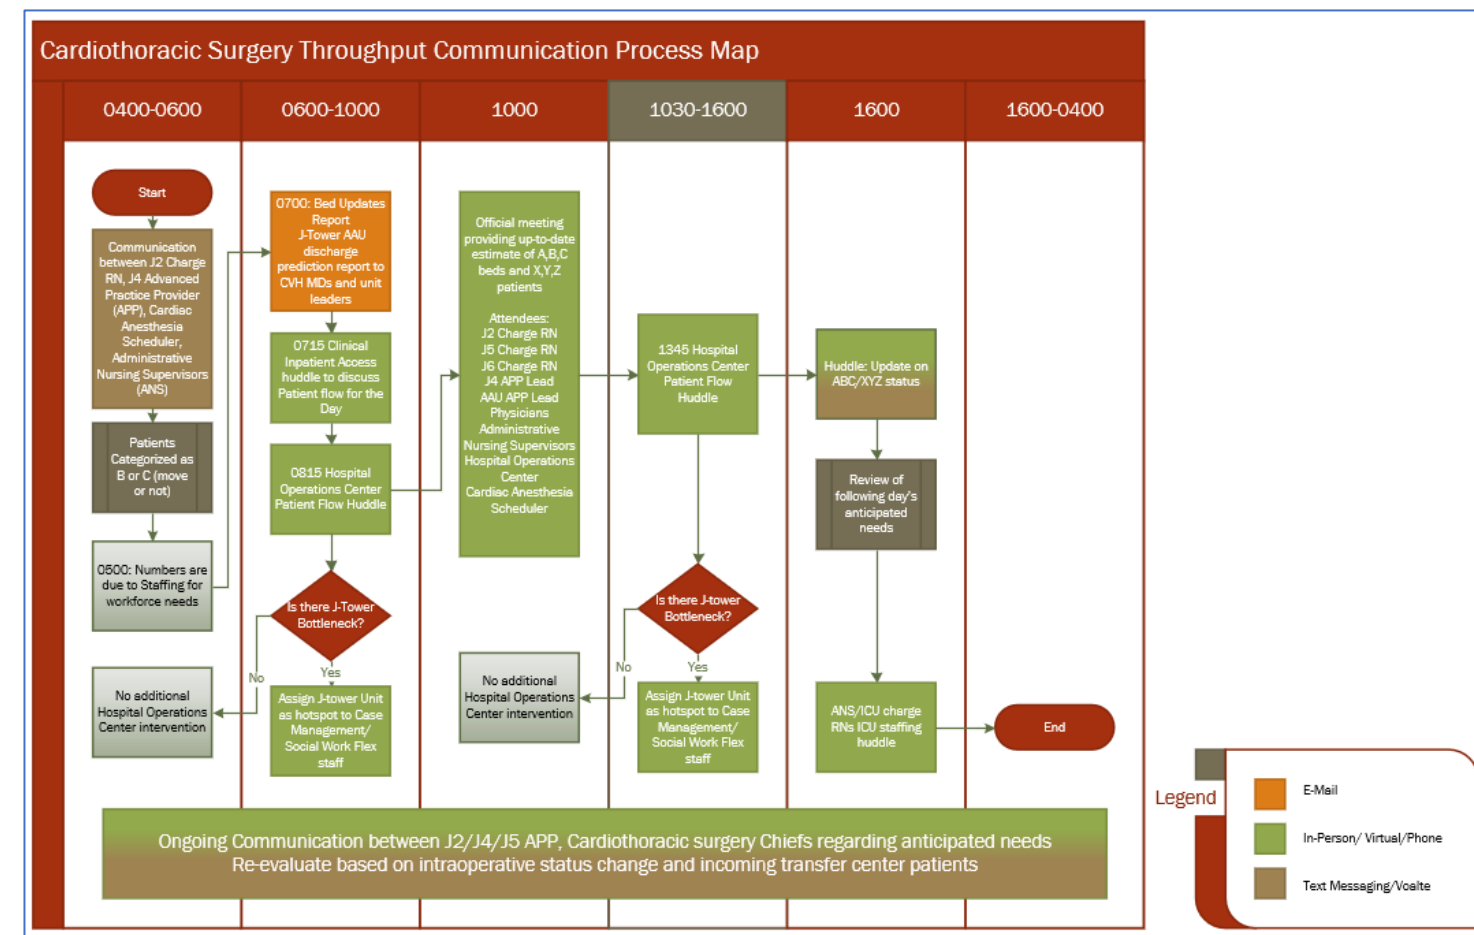 Cardiothoracic Surgery Throughput Communication Process Map
0400-0600
0600-1000
1000
1030-1600
1600
1600-0400
Start
Communication
between J2 Charge
RN, J4 Advanced
Practice Provider
(APP), Cardiac
Anesthesia
Scheduler,
Administrative
Nursing Supervisors
(ANS)
Patients
Categorized as
B or C (move
or not)
0500: Numbers are
due to Staffing for
workforce needs
No additional
Hospital Operations
Center intervention
0700: Bed Updates
Report
J-Tower AAU
discharge
prediction report to
CVH MDs and unit
leaders
0715 Clinical
Inpatient Access
huddle to discuss
Patient flow for the
Day
0815 Hospital
Operations Center
Patient Flow Huddle
Is there J-Tower
Bottleneck?
No
Yes
Assign J-tower Unit
as hotspot to Case
Management/
Social Work Flex
staff
Official meeting
providing up-to-date
estimate of A,B,C
beds and X,Y,Z
patients
Attendees:
J2 Charge RN
J5 Charge RN
J6 Charge RN
J4 APP Lead
AAU APP Lead
Physicians
Administrative
Nursing Supervisors
Hospital Operations
Center
Cardiac Anesthesia
Scheduler
No additional
Hospital Operations
Center intervention
1345 Hospital
Operations Center
Patient Flow
Huddle
Is there J-tower
Bottleneck?
No
Yes
Assign J-tower Unit
as hotspot to Case
Management/
Social Work Flex
staff
Huddle: Update on
ABC/XYZ status
Review of
following day's
anticipated
needs
ANS/ICU charge
RNs ICU staffing
huddle
End
Ongoing Communication between J2/J4/J5 APP, Cardiothoracic surgery Chiefs regarding anticipated needs
Re-evaluate based on intraoperative status change and incoming transfer center patients
Legend
E-Mail
In-Person/ Virtual/Phone
Text Messaging/Voalte